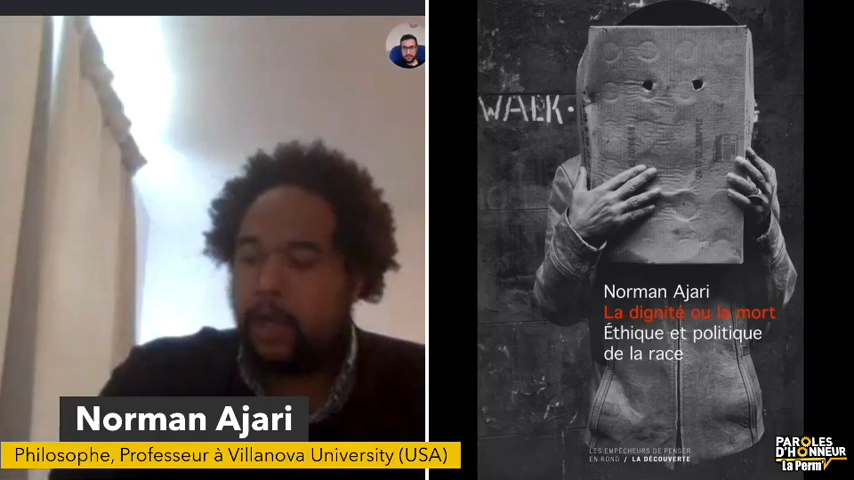 Norman Ajari
Philosophe, Professeur à Villanova University (USA)
WALK·
Norman Ajari
La dignité ou la mort
Éthique et politique
de la race
LES EMPÊCHEURS DE PENSER
EN ROND / LA DÉCOUVERTE
PAROLES
D'HONNEUR
La Perm'